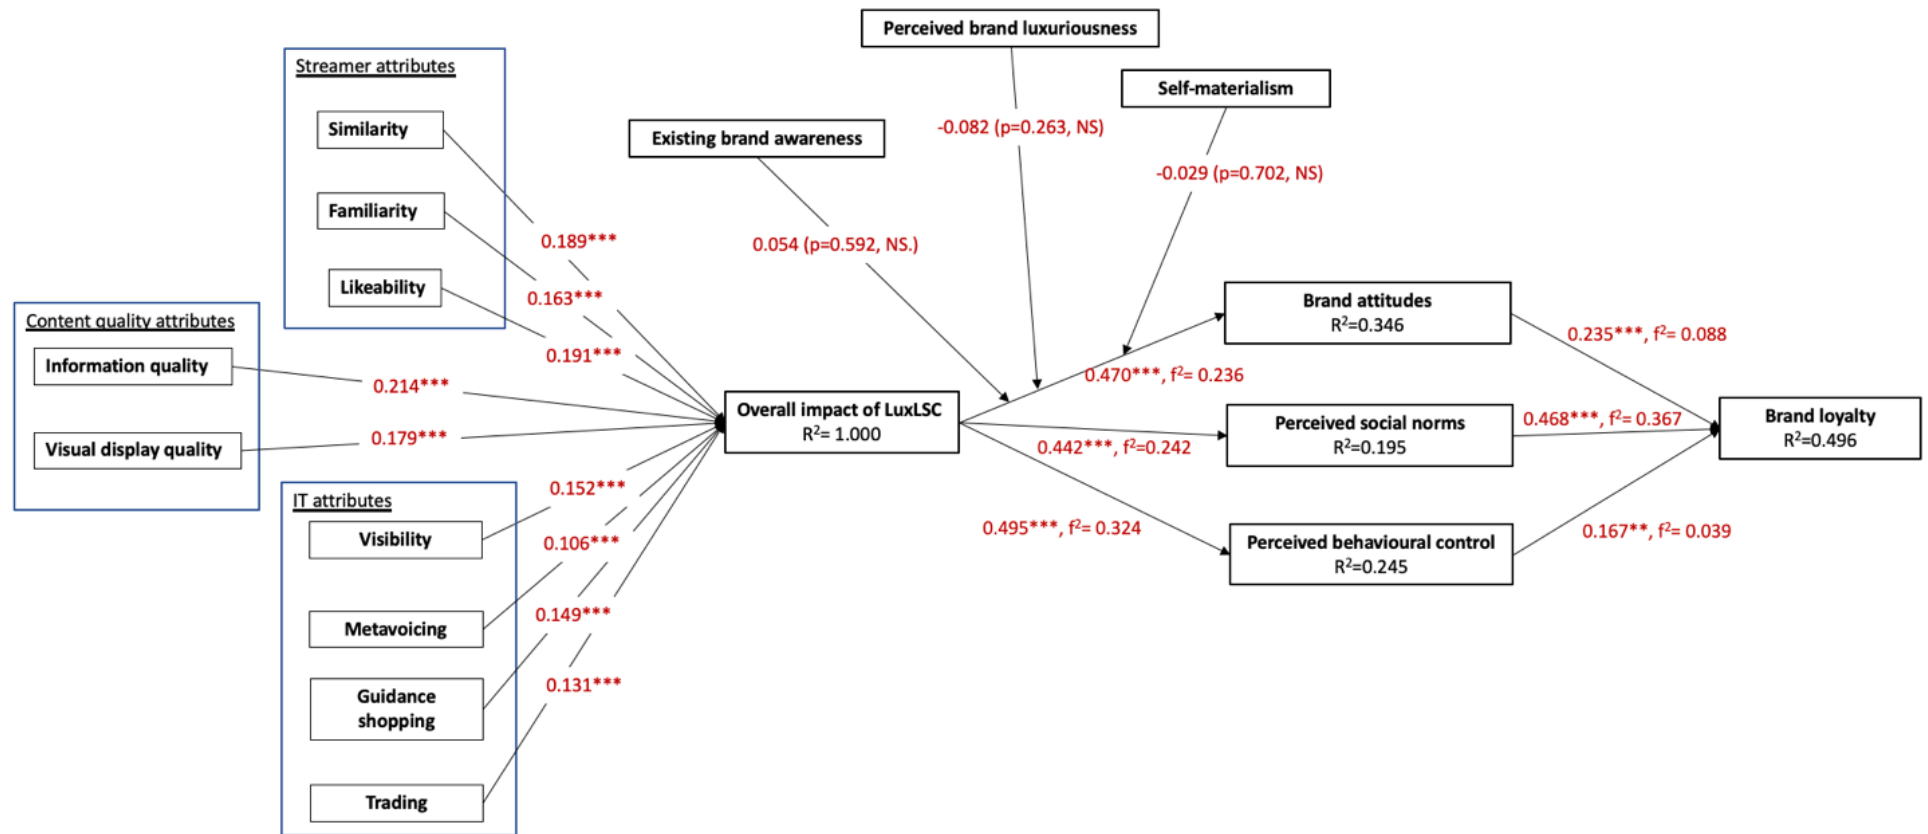 Perceived brand luxuriousness
Streamer attributes
Self-materialism
Similarity
-0.082 (p=0.263, NS)
Existing brand awareness
-0.029 (p=0.702, NS)
Familiarity
0.189***
0.054 (p=0.592, NS.)
Likeability
0.163***
Brand attitudes
R²=0.346
Content quality attributes
0.235***, f²= 0.088
Information quality
0.191***
0.214***
0.470***, f²= 0.236
Overall impact of LuxLSC
R²= 1.000
Perceived social norms
R²=0.195
0.468***, f²= 0.367
Brand loyalty
R²=0.496
Visual display quality
0.179***
0.442***, f²=0.242
IT attributes
0.152***
Visibility
0.106***
0.495***, f²= 0.324
Perceived behavioural control
R²=0.245
0.167**, f²= 0.039
Metavoicing
0.149***
Guidance
shopping
0.131***
Trading